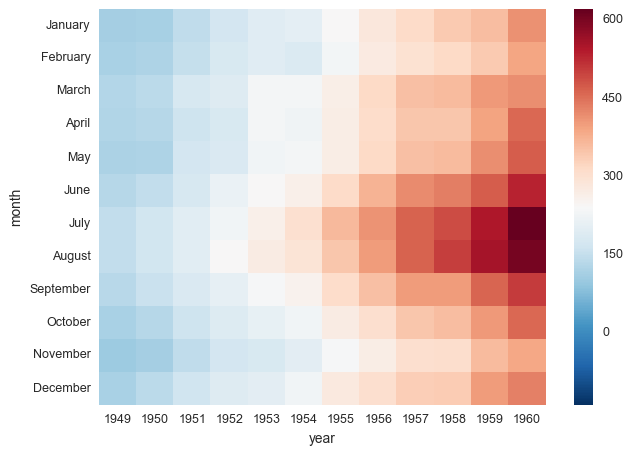 month
January
February
March
April
May
June
July
August
September
October
November
December
1949 1950 1951 1952 1953 1954 1955 1956 1957 1958 1959 1960
year
600
450
300
150
0